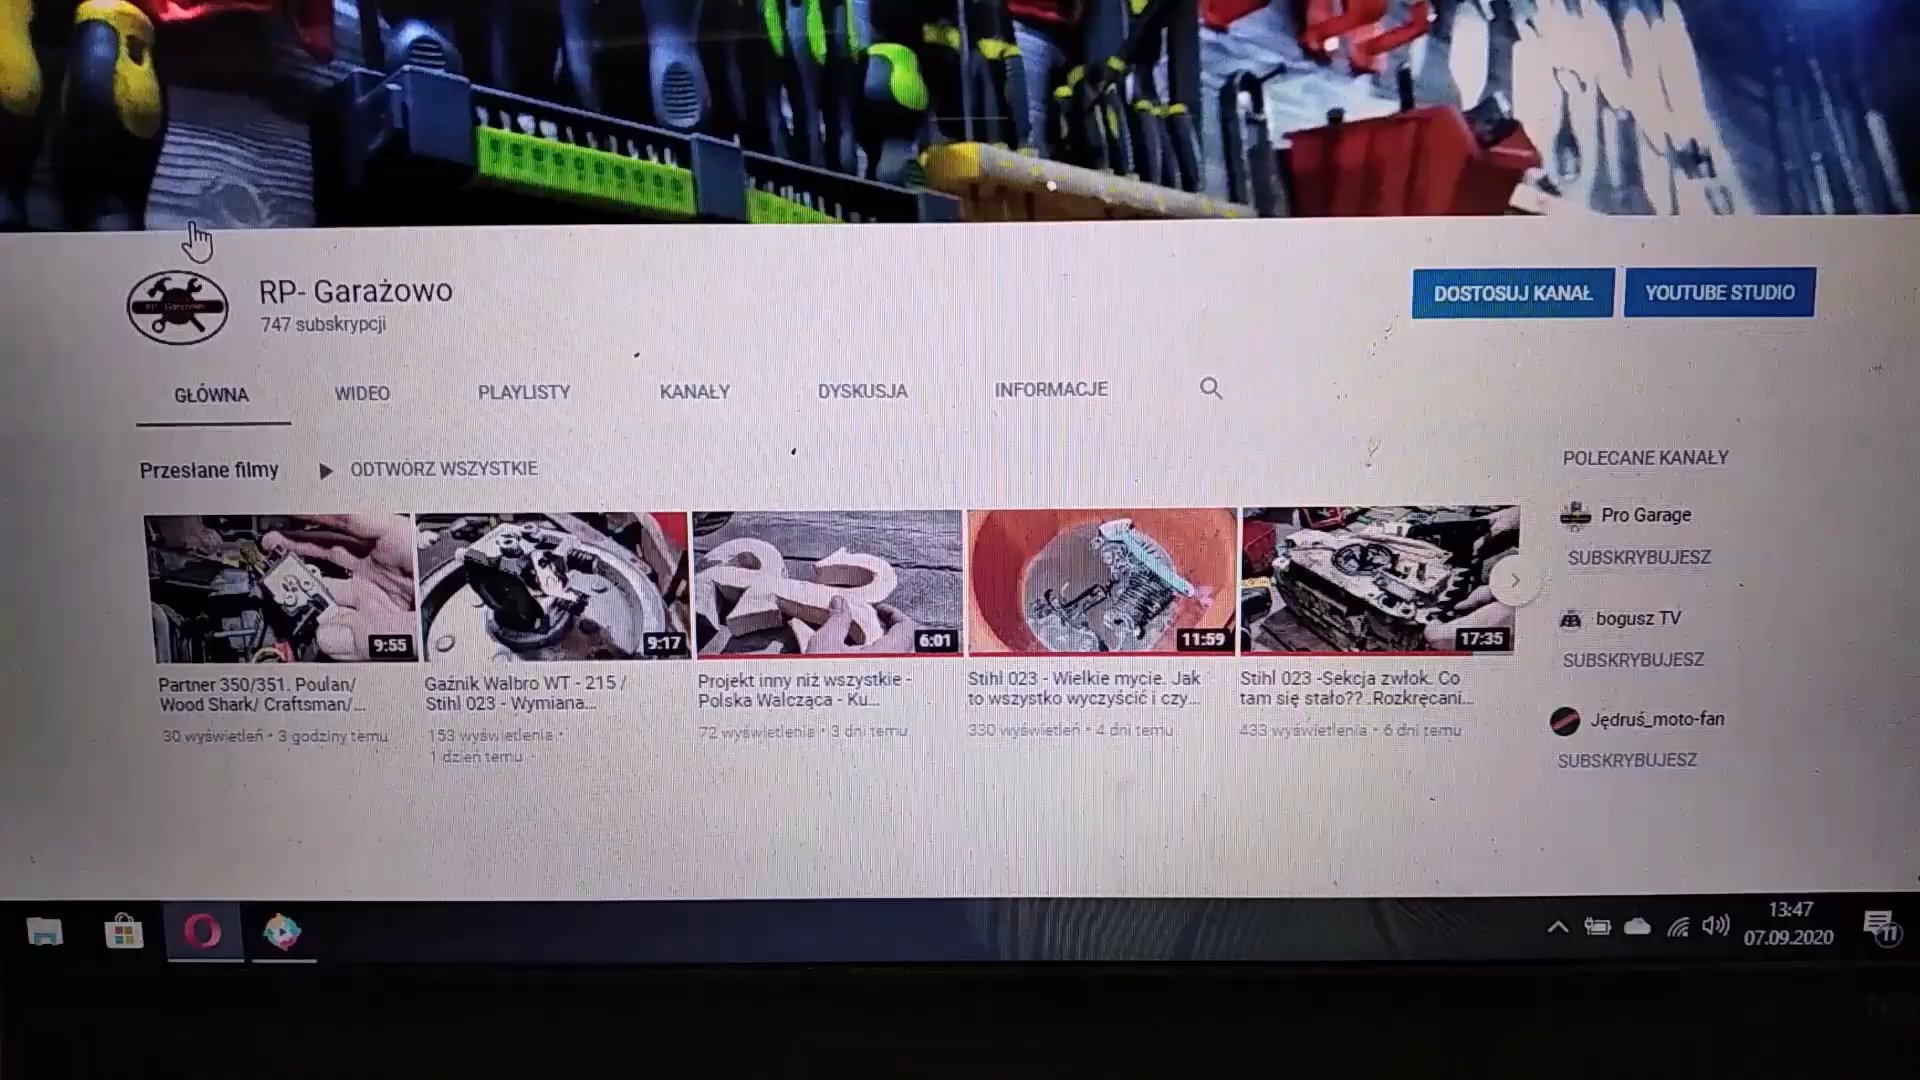 RP- Garażowo
747 subskrypcji
DOSTOSUJ KANAŁ
YOUTUBE STUDIO
GŁÓWNA
WIDEO
PLAYLISTY
KANAŁY
DYSKUSJA
INFORMACJE
Przesłane filmy
ODTWÓRZ WSZYSTKIE
9:55
Partner 350/351. Poulan/
Wood Shark/ Craftsman/...
30 wyświetleń • 3 godziny temu
9:17
Gaźnik Walbro WT - 215 /
Stihl 023 - Wymiana...
153 wyświetlenia •
1 dzień temu
6:01
Projekt inny niż wszystkie -
Polska Walcząca - Ku...
72 wyświetlenia • 3 dni temu
11:59
Stihl 023 - Wielkie mycie. Jak
to wszystko wyczyścić i czy...
330 wyświetleń • 4 dni temu
17:35
Stihl 023 -Sekcja zwłok. Co
tam się stało?? .Rozkręcani...
433 wyświetlenia • 6 dni temu
POLECANE KANAŁY
Pro Garage
SUBSKRYBUJESZ
bogusz TV
SUBSKRYBUJESZ
Jędruś_moto-fan
SUBSKRYBUJESZ
13:47
07.09.2020
11